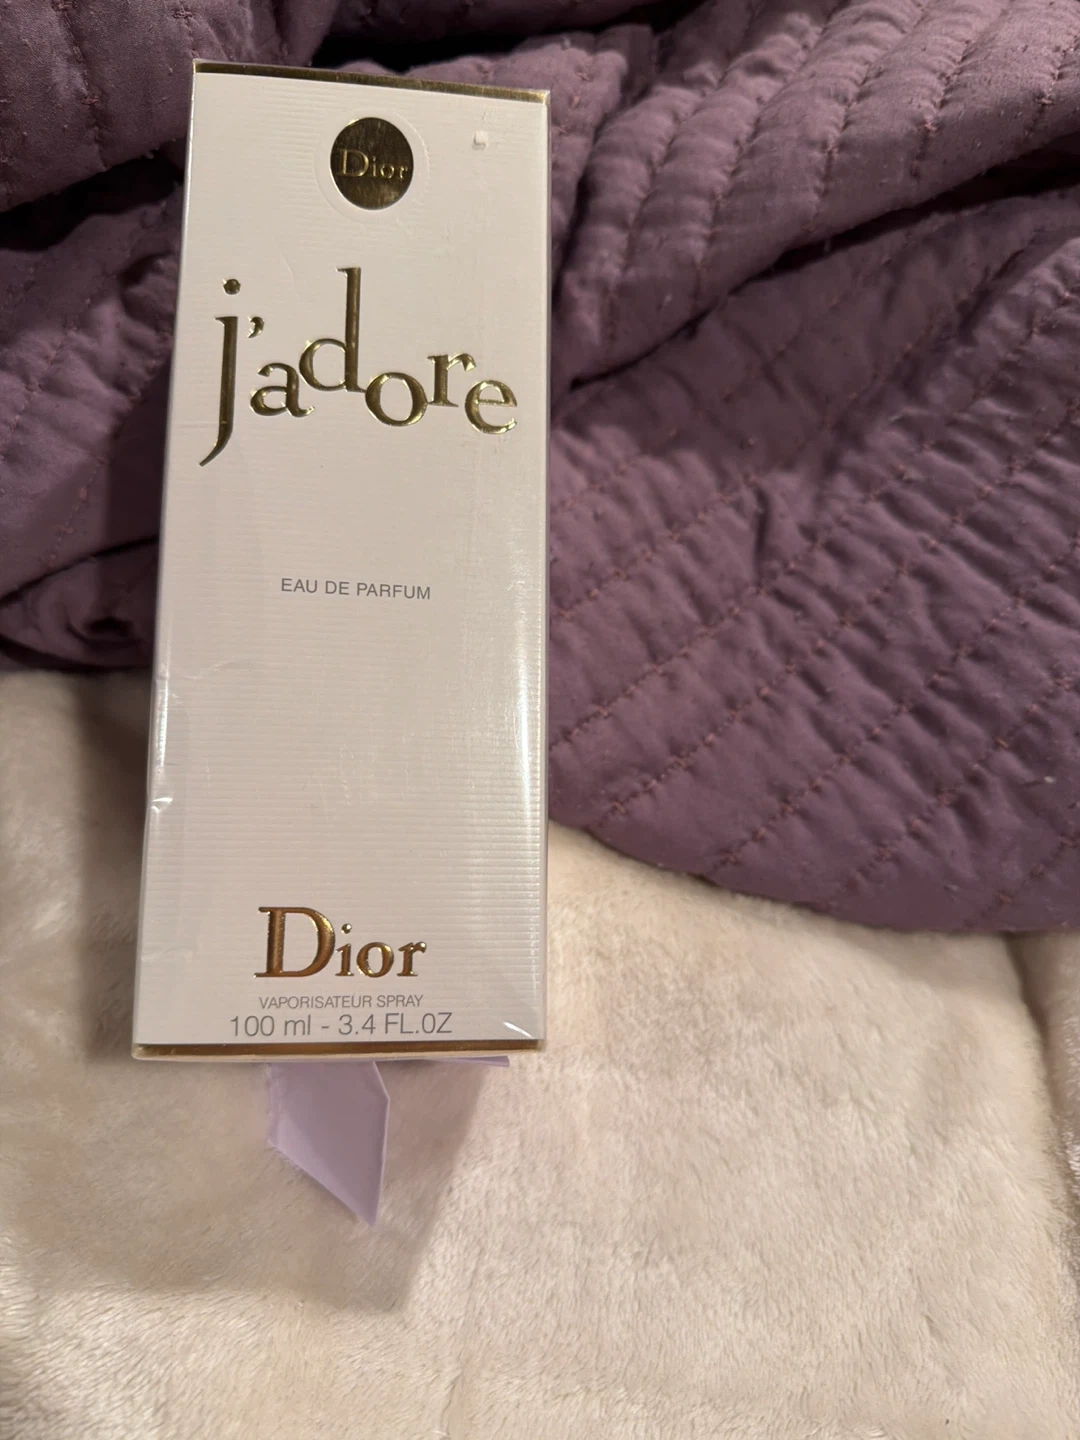 Dior
j'adore
EAU DE PARFUM
Dior
VAPORISATEUR SPRAY
100 ml - 3.4 FL.OZ